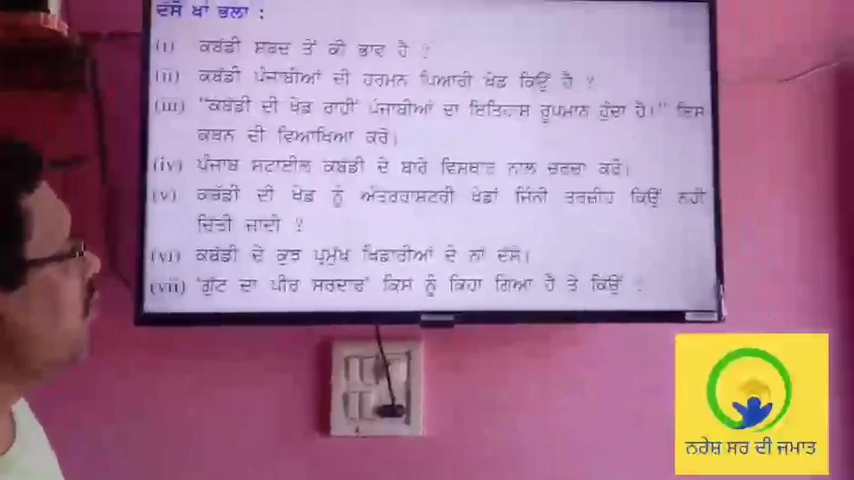 ਦੱਸੋ ਖਾਂ ਭਲਾ :
(i) ਕਬੱਡੀ ਸ਼ਬਦ ਤੋਂ ਕੀ ਭਾਵ ਹੈ ?
(ii) ਕਬੱਡੀ ਪੰਜਾਬੀਆਂ ਦੀ ਹਰਮਨ ਪਿਆਰੀ ਖੇਡ ਕਿਉਂ ਹੈ ?
(iii) "ਕਬੱਡੀ ਦੀ ਖੇਡ ਰਾਹੀਂ ਪੰਜਾਬੀਆਂ ਦਾ ਇਤਿਹਾਸ ਰੂਪਮਾਨ ਹੁੰਦਾ ਹੈ।" ਇਸ
ਕਥਨ ਦੀ ਵਿਆਖਿਆ ਕਰੋ।
(iv) ਪੰਜਾਬ ਸਟਾਈਲ ਕਬੱਡੀ ਦੇ ਬਾਰੇ ਵਿਸਥਾਰ ਨਾਲ ਚਰਚਾ ਕਰੋ।
(v) ਕਬੱਡੀ ਦੀ ਖੇਡ ਨੂੰ ਅੰਤਰਰਾਸ਼ਟਰੀ ਖੇਡਾਂ ਜਿੰਨੀ ਤਰਜੀਹ ਕਿਉਂ ਨਹੀਂ
ਦਿੱਤੀ ਜਾਂਦੀ ?
(vi) ਕਬੱਡੀ ਦੇ ਕੁਝ ਪ੍ਰਮੁੱਖ ਖਿਡਾਰੀਆਂ ਦੇ ਨਾਂ ਦੱਸੋ।
(vii) 'ਗੁੱਟ ਦਾ ਪੀਰ ਸਰਦਾਰ' ਕਿਸ ਨੂੰ ਕਿਹਾ ਗਿਆ ਹੈ ਤੇ ਕਿਉਂ ?
ਨਰੇਸ਼ ਸਰ ਦੀ ਜਮਾਤ